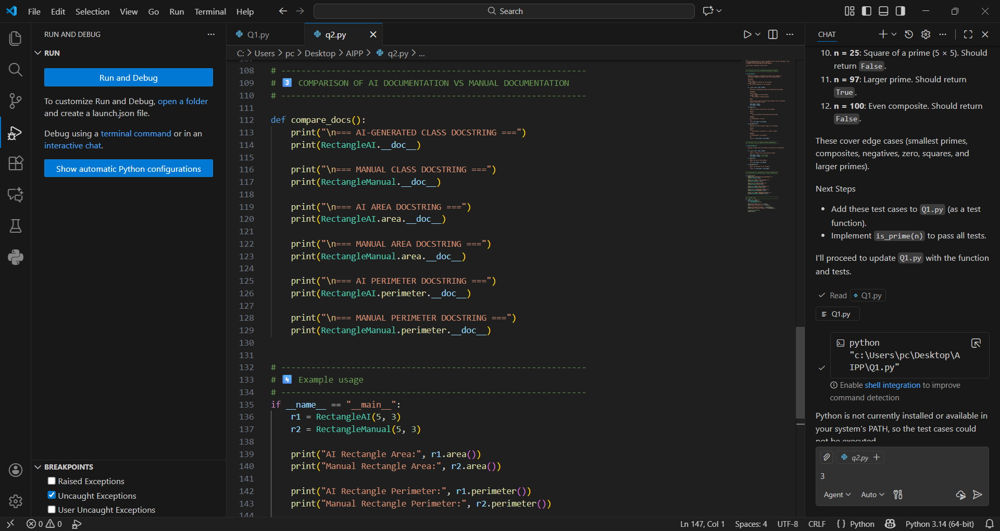 File Edit Selection View Go Run Terminal Help
Search
RUN AND DEBUG
RUN
Run and Debug
To customize Run and Debug, open a folder
and create a launch.json file.
Debug using a terminal command or in an
interactive chat.
Show automatic Python configurations
BREAKPOINTS
Raised Exceptions
Uncaught Exceptions
User Uncaught Exceptions
Q1.py
q2.py
C: > Users > pc > Desktop > AIPP > q2.py > ...
108 # -------------------------------------------------------------
109 # 3 COMPARISON OF AI DOCUMENTATION VS MANUAL DOCUMENTATION
110 # -------------------------------------------------------------
111
112 def compare_docs():
113     print("\n=== AI-GENERATED CLASS DOCSTRING ===")
114     print(RectangleAI.__doc__)
115
116     print("\n=== MANUAL CLASS DOCSTRING ===")
117     print(RectangleManual.__doc__)
118
119     print("\n=== AI AREA DOCSTRING ===")
120     print(RectangleAI.area.__doc__)
121
122     print("\n=== MANUAL AREA DOCSTRING ===")
123     print(RectangleManual.area.__doc__)
124
125     print("\n=== AI PERIMETER DOCSTRING ===")
126     print(RectangleAI.perimeter.__doc__)
127
128     print("\n=== MANUAL PERIMETER DOCSTRING ===")
129     print(RectangleManual.perimeter.__doc__)
130
131
132 # -------------------------------------------------------------
133 # 4 Example usage
134 # -------------------------------------------------------------
135 if __name__ == "__main__":
136     r1 = RectangleAI(5, 3)
137     r2 = RectangleManual(5, 3)
138
139     print("AI Rectangle Area:", r1.area())
140     print("Manual Rectangle Area:", r2.area())
141
142     print("AI Rectangle Perimeter:", r1.perimeter())
143     print("Manual Rectangle Perimeter:", r2.perimeter())
144
CHAT
10. n = 25: Square of a prime (5 × 5). Should
return False.
11. n = 97: Larger prime. Should return
True.
12. n = 100: Even composite. Should return
False.
These cover edge cases (smallest primes,
composites, negatives, zero, squares, and
larger primes).
Next Steps
• Add these test cases to Q1.py (as a test
function).
• Implement is_prime(n) to pass all tests.
I'll proceed to update Q1.py with the function
and tests.
Read Q1.py
Q1.py
python
"c:\Users\pc\Desktop\A
IPP\Q1.py"
Enable shell integration to improve
command detection
Python is not currently installed or available in
your system's PATH, so the test cases could
not be executed
q2.py
3
Agent Auto
0 0
Ln 147, Col 1 Spaces: 4 UTF-8 CRLF { } Python Python 3.14 (64-bit)